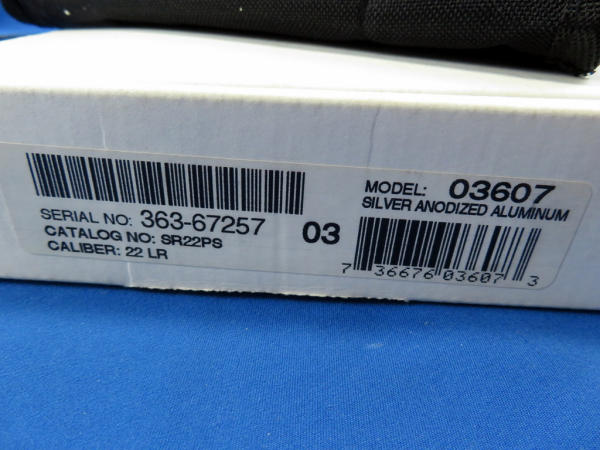 SERIAL NO: 363-67257
CATALOG NO: SR22PS
CALIBER: 22 LR
03
MODEL: 03607
SILVER ANODIZED ALUMINUM
7 36676 03607 3